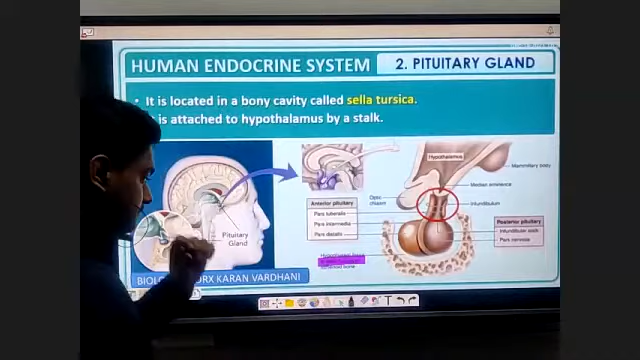 HUMAN ENDOCRINE SYSTEM
2. PITUITARY GLAND
It is located in a bony cavity called sella tursica.
is attached to hypothalamus by a stalk.
Hypothalamus
Mammillary body
Median eminence
Optic
chiasm
Infundibulum
Anterior pituitary
Pars tuberalis
Pars intermedia
Pars distalis
Posterior pituitary
Infundibular stalk
Pars nervosa
Pituitary
Gland
bone
KARAN VARDHANI